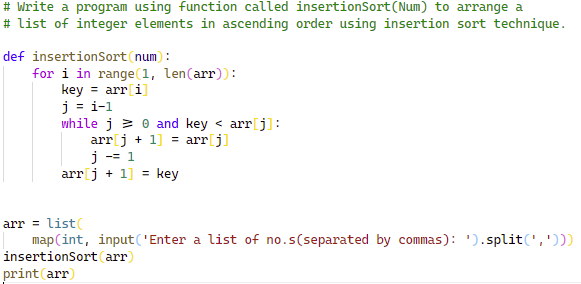 # Write a program using function called insertionSort(Num) to arrange a
# list of integer elements in ascending order using insertion sort technique.
def insertionSort(num):
    for i in range(1, len(arr)):
        key = arr[i]
        j = i-1
        while j ≥ 0 and key < arr[j]:
            arr[j + 1] = arr[j]
            j -= 1
        arr[j + 1] = key
arr = list(
    map(int, input('Enter a list of no.s(separated by commas): ').split(',')))
insertionSort(arr)
print(arr)